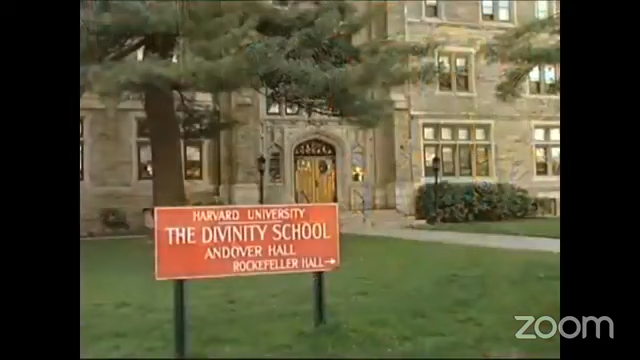 HARVARD UNIVERSITY
THE DIVINITY SCHOOL
ANDOVER HALL
ROCKEFELLER HALL→
zoom